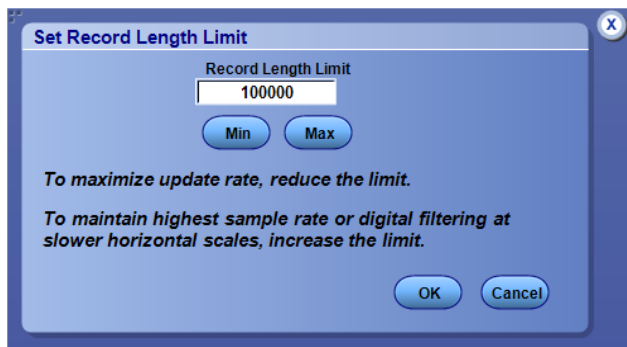 X
Set Record Length Limit
Record Length Limit
100000
Min Max
To maximize update rate, reduce the limit.
To maintain highest sample rate or digital filtering at
slower horizontal scales, increase the limit.
OK Cancel